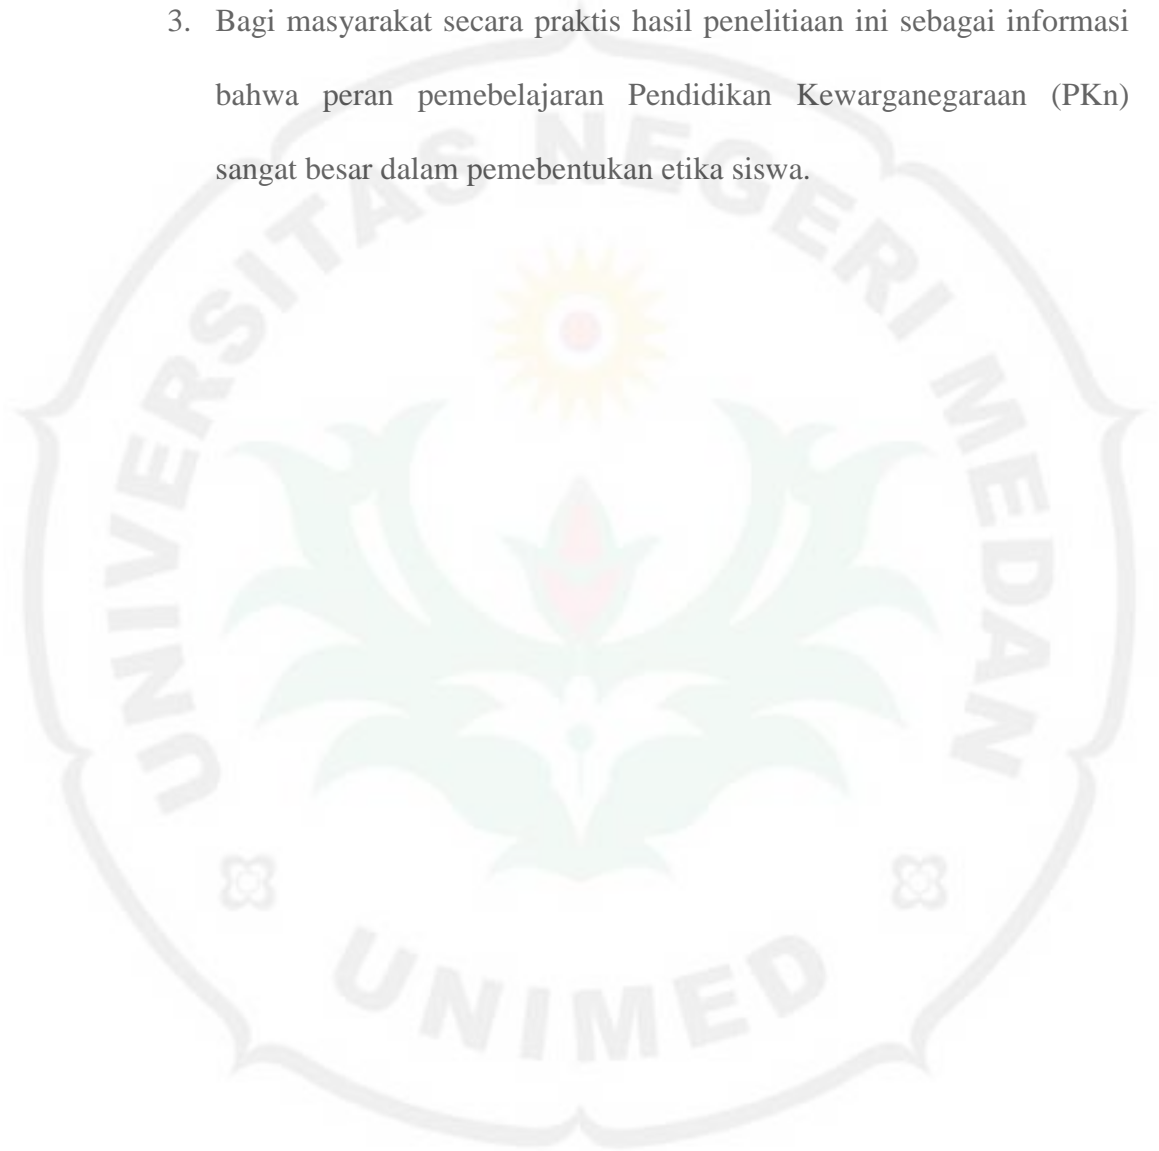 3. Bagi masyarakat secara praktis hasil penelitiaan ini sebagai informasi
bahwa peran pemebelajaran Pendidikan Kewarganegaraan (PKn)
sangat besar dalam pemebentukan etika siswa.
UNIVERSITAS NEGERI MEDAN
UNIMED